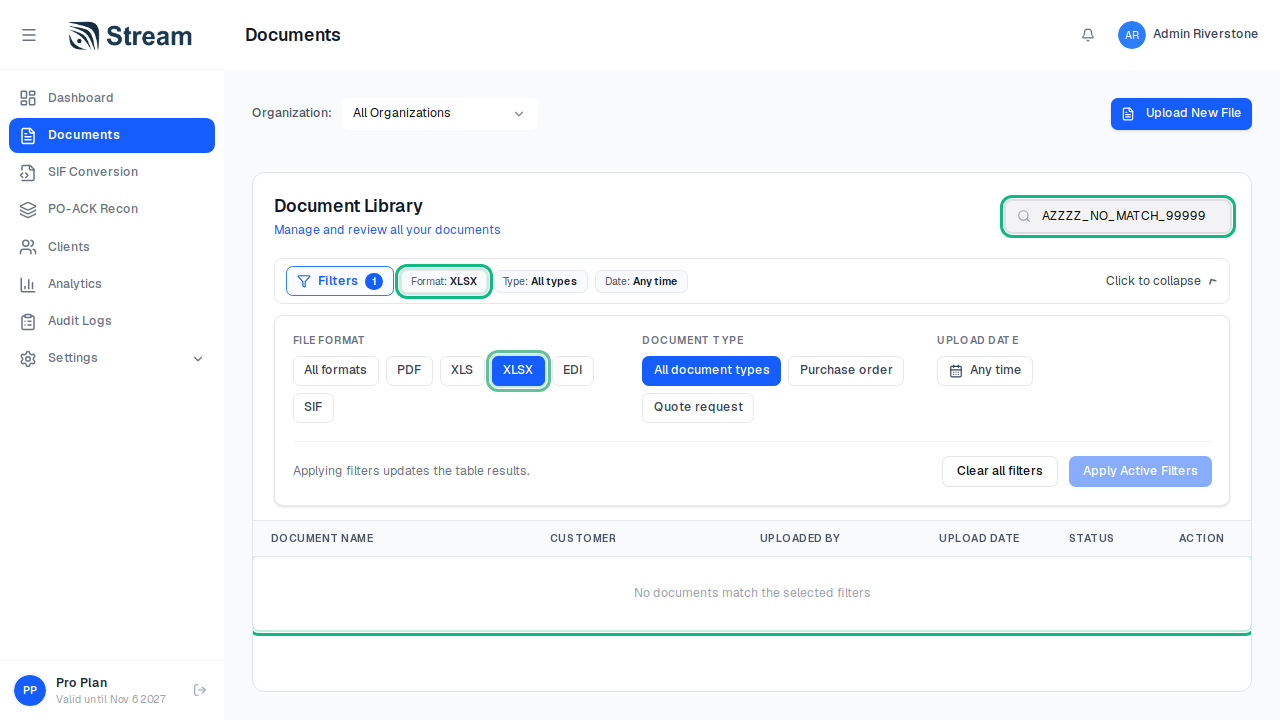 Stream
Documents
AR
Admin Riverstone
Dashboard
Documents
SIF Conversion
PO-ACK Recon
Clients
Analytics
Audit Logs
Settings
Organization:
All Organizations
Upload New File
Document Library
Manage and review all your documents
AZZZZ_NO_MATCH_99999
Filters 1
Format: XLSX
Type: All types
Date: Any time
Click to collapse
FILE FORMAT
All formats
PDF
XLS
XLSX
EDI
SIF
DOCUMENT TYPE
All document types
Purchase order
Quote request
UPLOAD DATE
Any time
Applying filters updates the table results.
Clear all filters
Apply Active Filters
DOCUMENT NAME
CUSTOMER
UPLOADED BY
UPLOAD DATE
STATUS
ACTION
No documents match the selected filters
PP
Pro Plan
Valid until Nov 6 2027